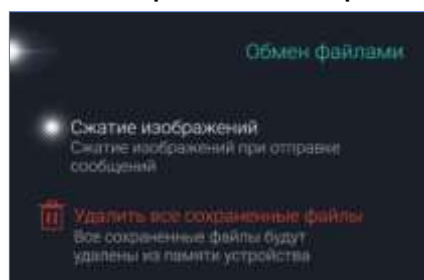 Обмен файлами
Сжатие изображений
Сжатие изображений при отправке
сообщений
Удалить все сохраненные файлы
Все сохраненные файлы будут
удалены из памяти устройства